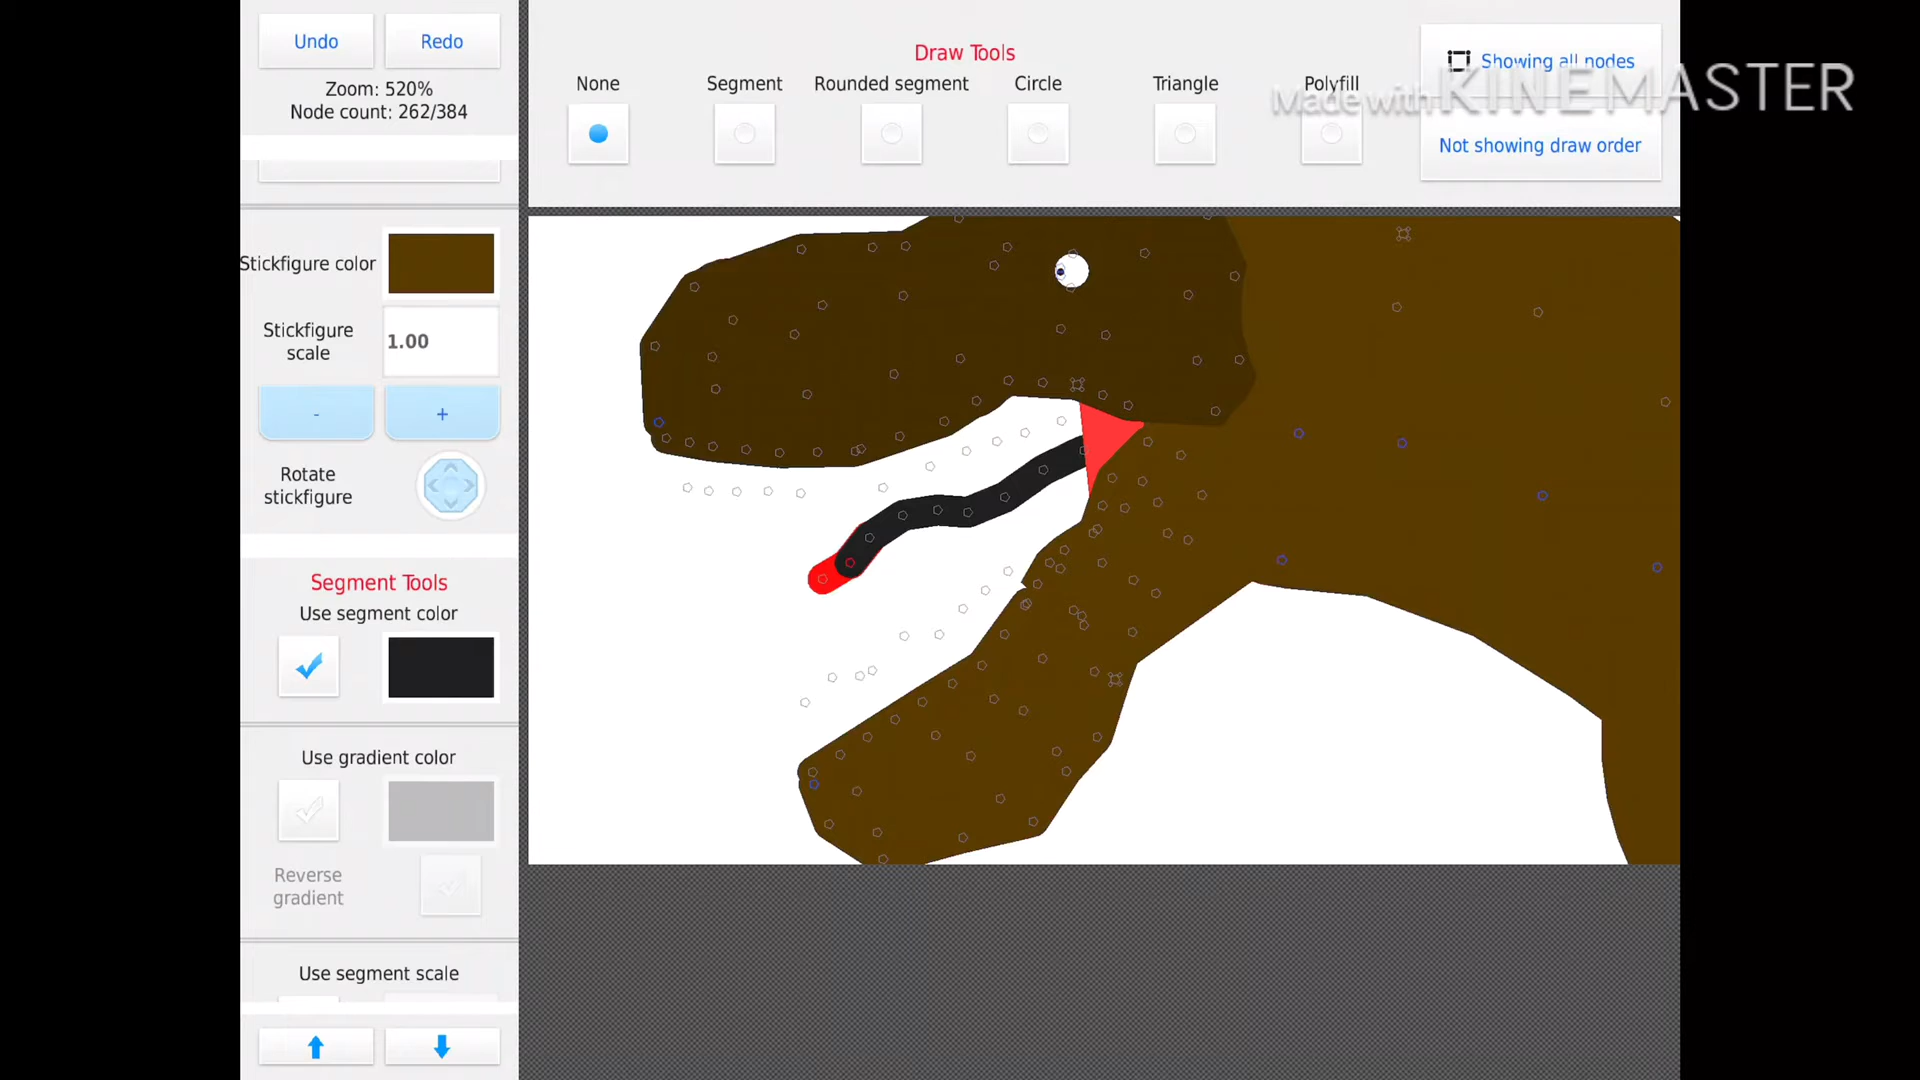 Undo
Redo
Zoom: 520%
Node count: 262/384
Draw Tools
None
Segment
Rounded segment
Circle
Triangle
Polyfill
Showing all nodes
Made with KINEMASTER
Not showing draw order
Stickfigure color
Stickfigure
scale
1.00
-
+
Rotate
stickfigure
Segment Tools
Use segment color
Use gradient color
Reverse
gradient
Use segment scale